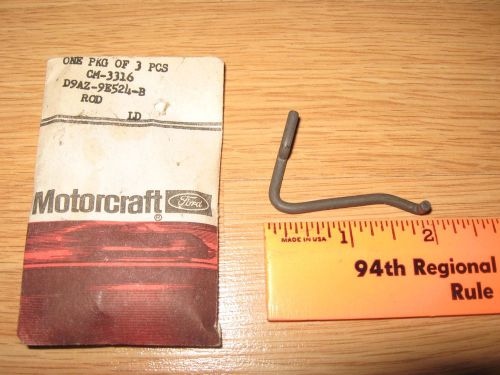 ONE PKG OF 3 PCS
CM-3316
D9AZ-9E524-B
ROD
LD
Motorcraft®
Ford
MADE IN USA
1
2
94th Regional
Rule